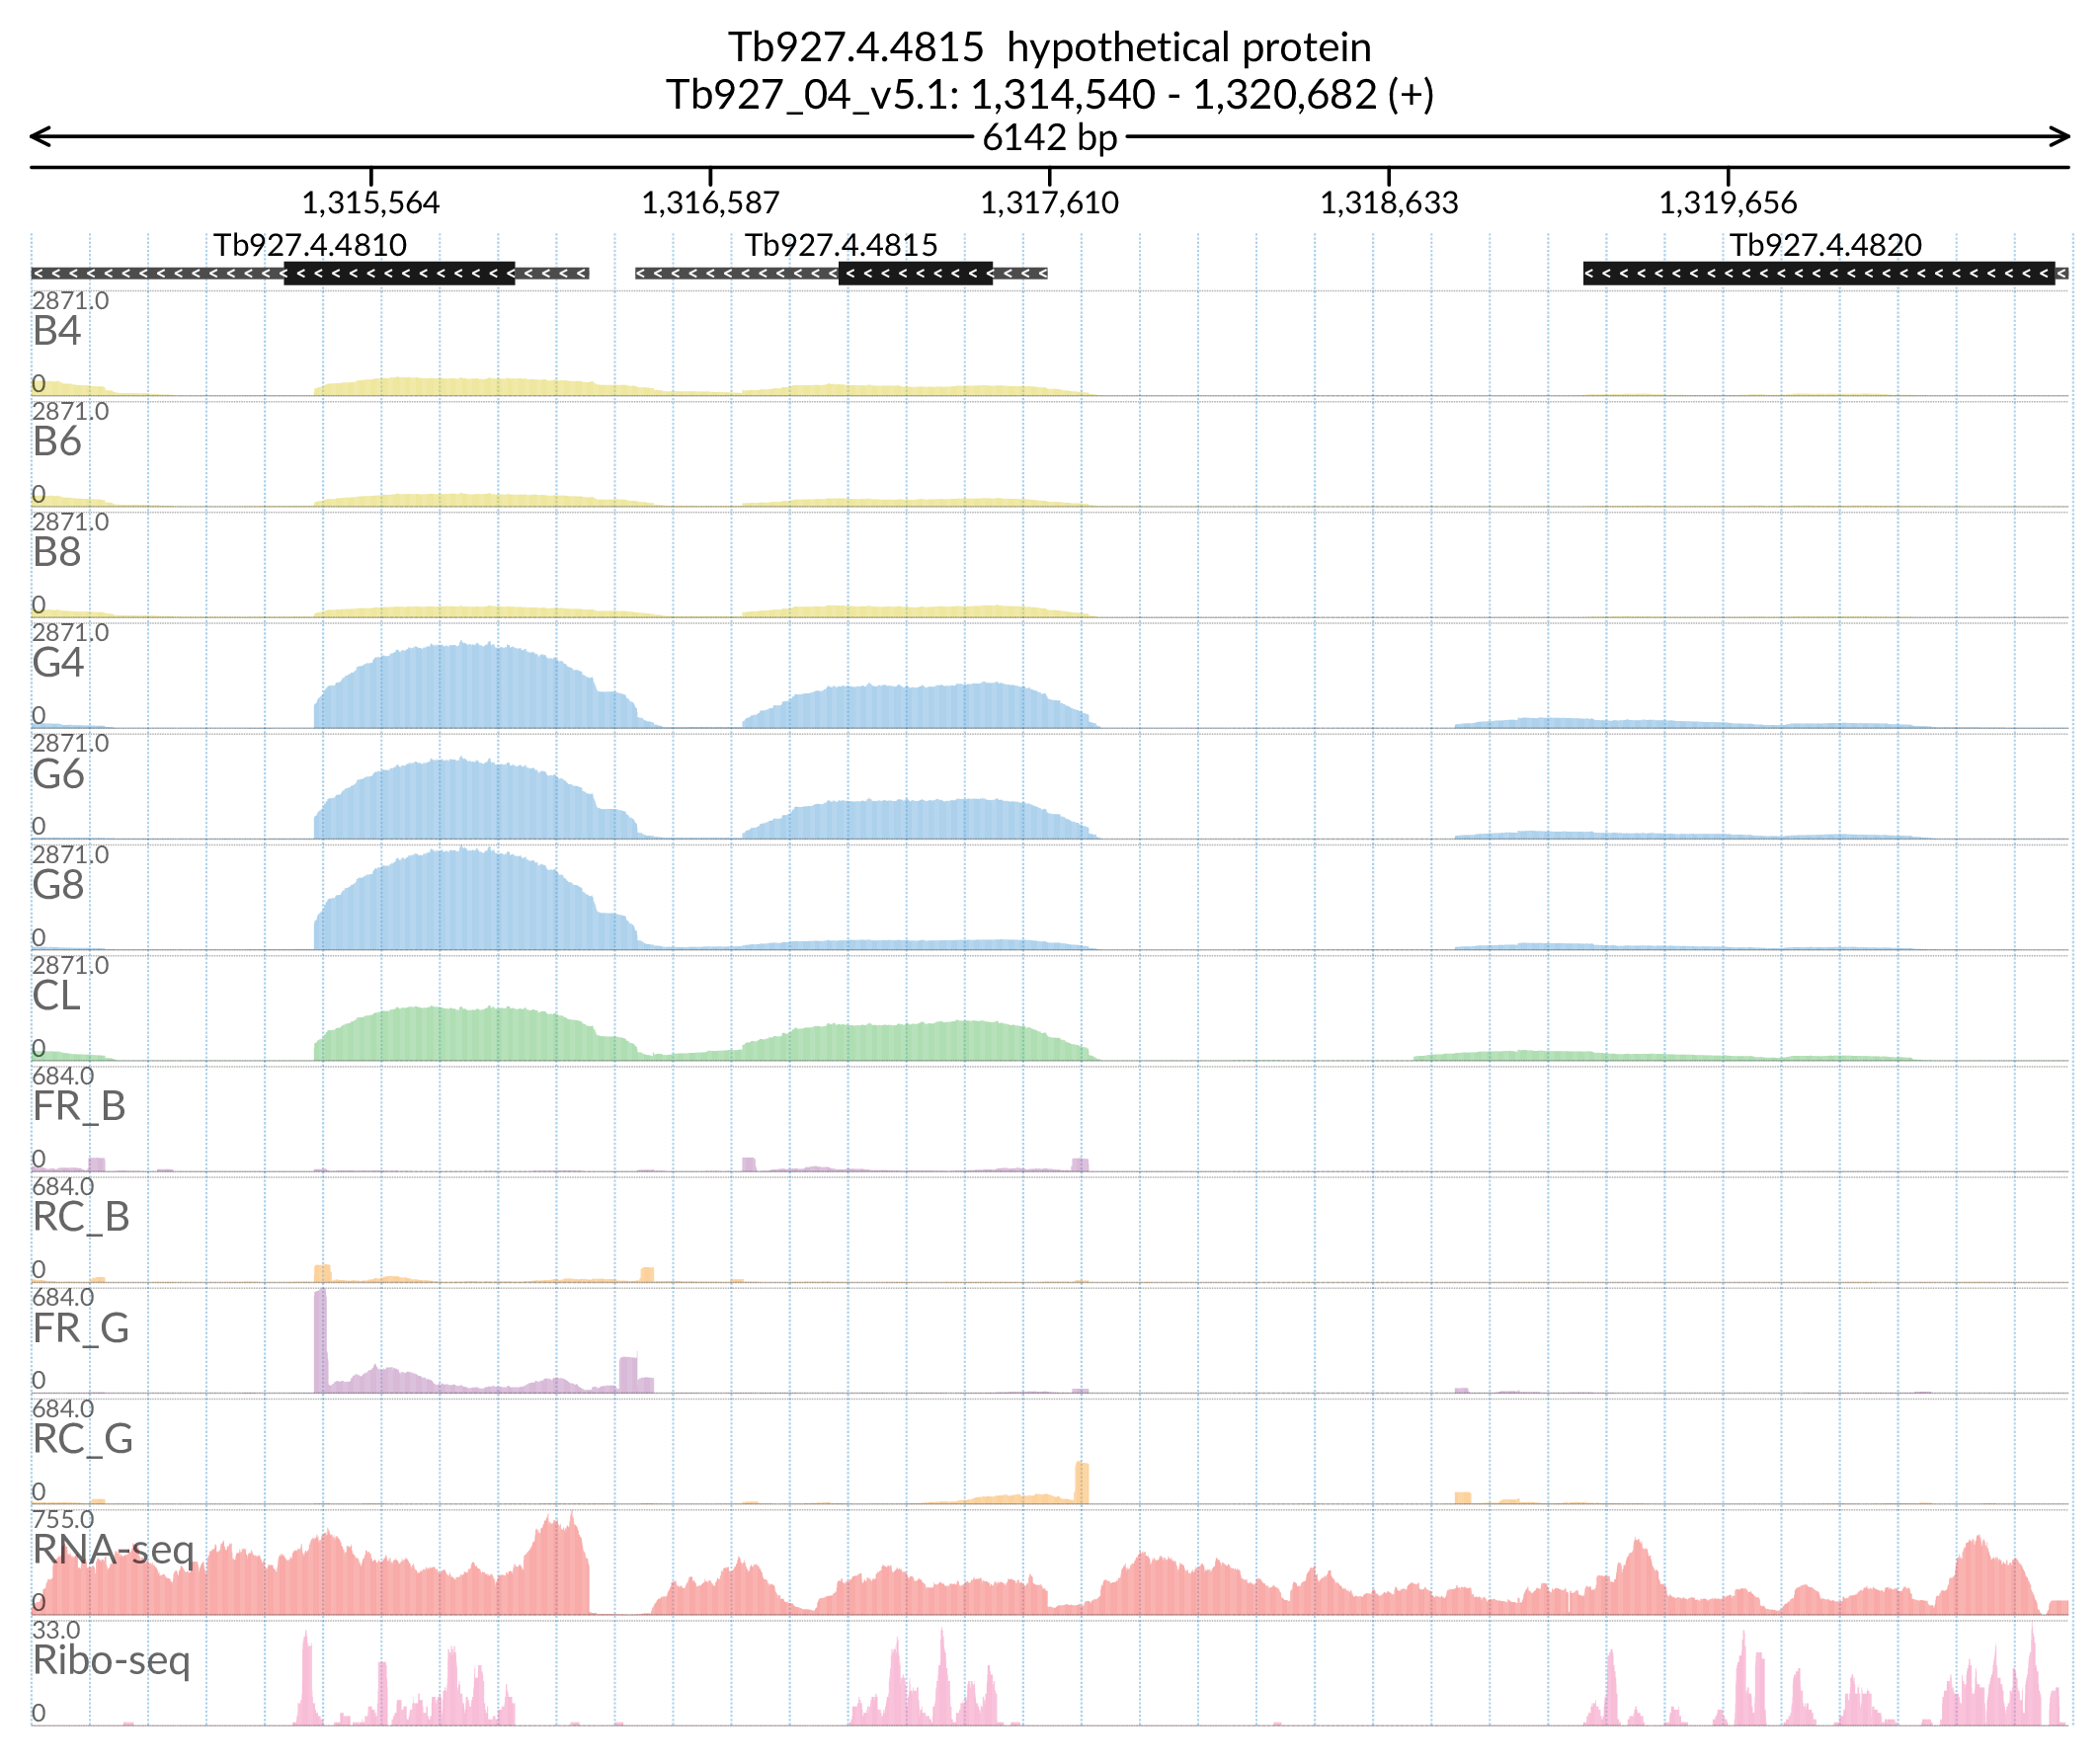 Tb927.4.4815  hypothetical protein
Tb927_04_v5.1: 1,314,540 - 1,320,682 (+)
6142 bp
1,315,564 1,316,587 1,317,610 1,318,633 1,319,656
Tb927.4.4810 Tb927.4.4815 Tb927.4.4820
2871.0
B4
0
2871.0
B6
0
2871.0
B8
0
2871.0
G4
0
2871.0
G6
0
2871.0
G8
0
2871.0
CL
0
684.0
FR_B
0
684.0
RC_B
0
684.0
FR_G
0
684.0
RC_G
0
755.0
RNA-seq
0
33.0
Ribo-seq
0